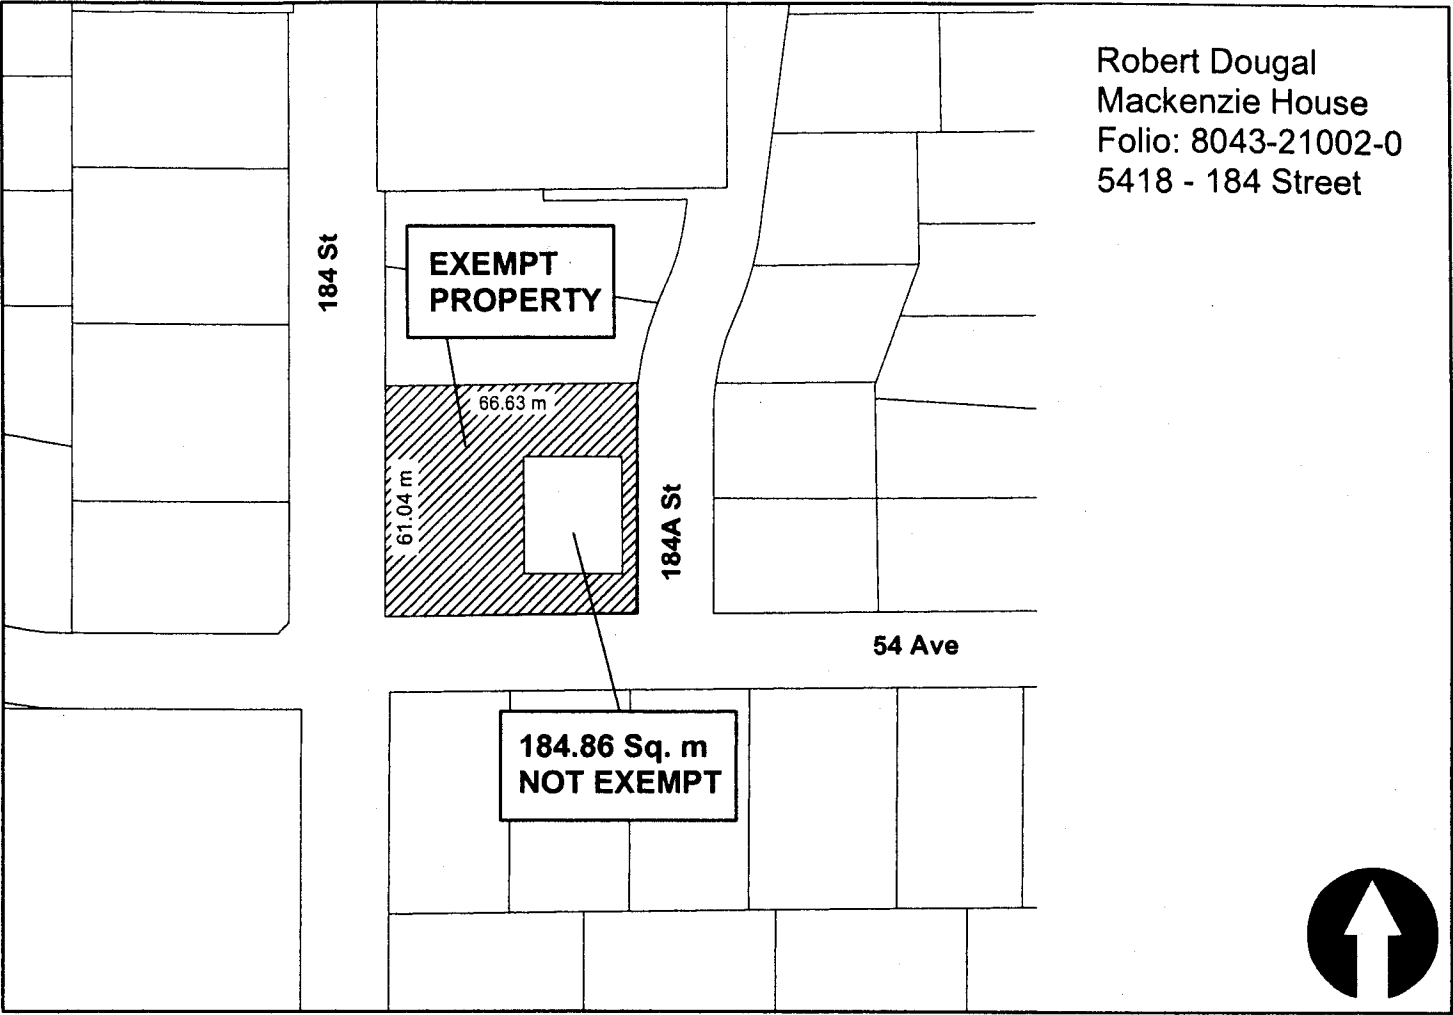 Robert Dougal
Mackenzie House
Folio: 8043-21002-0
5418 - 184 Street
184 St
EXEMPT
PROPERTY
66.63 m
61.04 m
184A St
54 Ave
184.86 Sq. m
NOT EXEMPT